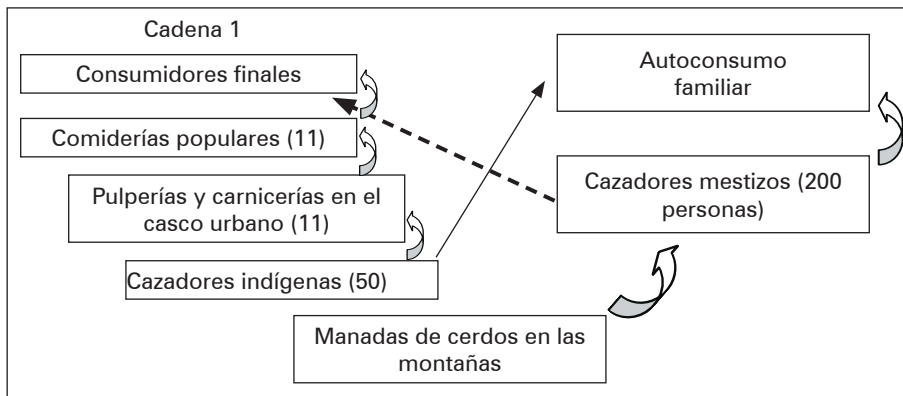 Cadena 1
Consumidores finales
Comiderías populares (11)
Pulperías y carnicerías en el
casco urbano (11)
Cazadores indígenas (50)
Manadas de cerdos en las
montañas
Autoconsumo
familiar
Cazadores mestizos (200
personas)